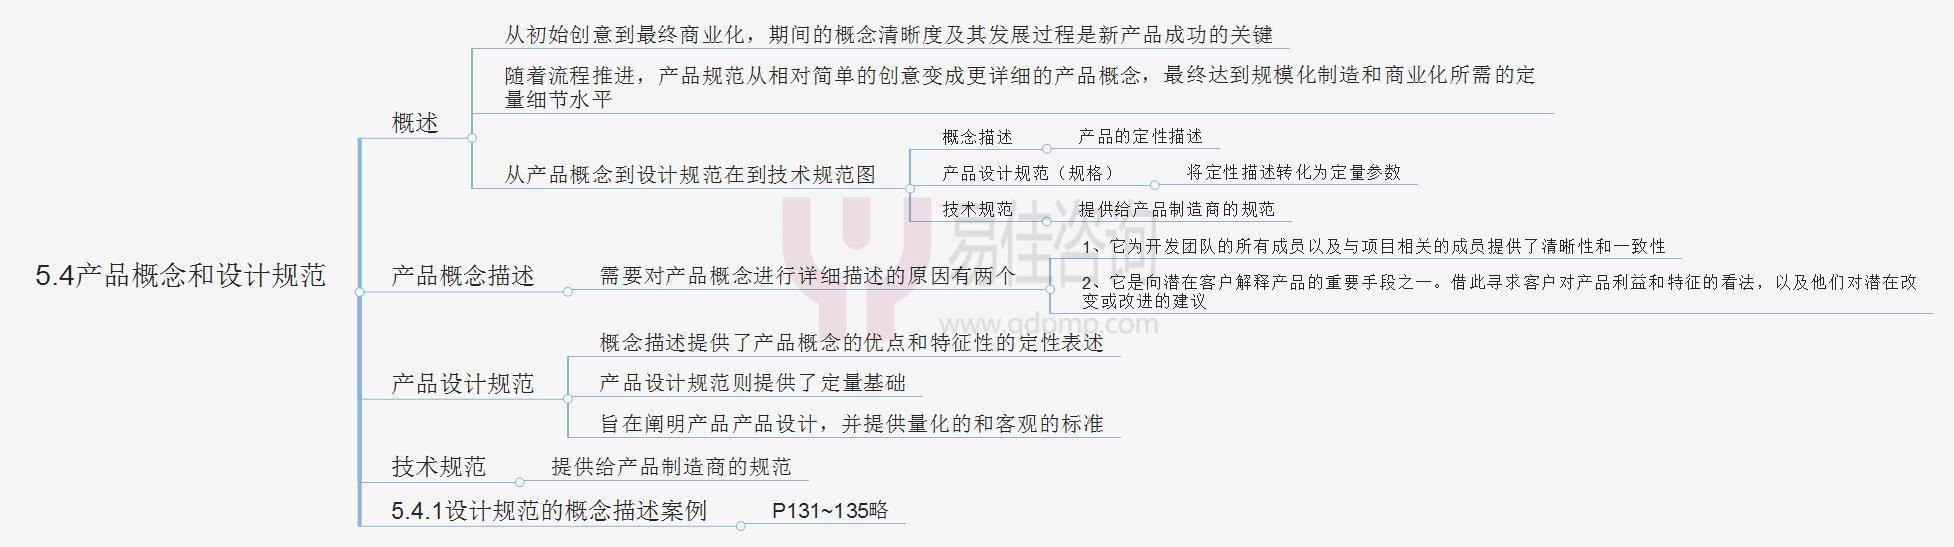 5.4产品概念和设计规范
概述
从初始创意到最终商业化，期间的概念清晰度及其发展过程是新产品成功的关键
随着流程推进，产品规范从相对简单的创意变成更详细的产品概念，最终达到规模化制造和商业化所需的定
量细节水平
从产品概念到设计规范在到技术规范图
概念描述
产品的定性描述
产品设计规范（规格）
将定性描述转化为定量参数
技术规范
提供给产品制造商的规范
产品概念描述
需要对产品概念进行详细描述的原因有两个
1、它为开发团队的所有成员以及与项目相关的成员提供了清晰性和一致性
2、它是向潜在客户解释产品的重要手段之一。借此寻求客户对产品利益和特征的看法，以及他们对潜在改
变或改进的建议
产品设计规范
概念描述提供了产品概念的优点和特征性的定性表述
产品设计规范则提供了定量基础
旨在阐明产品产品设计，并提供量化的和客观的标准
技术规范
提供给产品制造商的规范
5.4.1设计规范的概念描述案例
P131~135略
易佳咨询
www.gdpmp.com